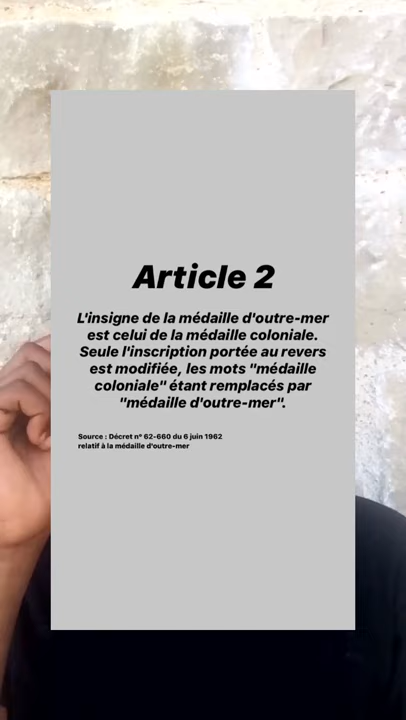 Article 2
L'insigne de la médaille d'outre-mer
est celui de la médaille coloniale.
Seule l'inscription portée au revers
est modifiée, les mots "médaille
coloniale" étant remplacés par
"médaille d'outre-mer".
Source : Décret n° 62-660 du 6 juin 1962
relatif à la médaille d'outre-mer